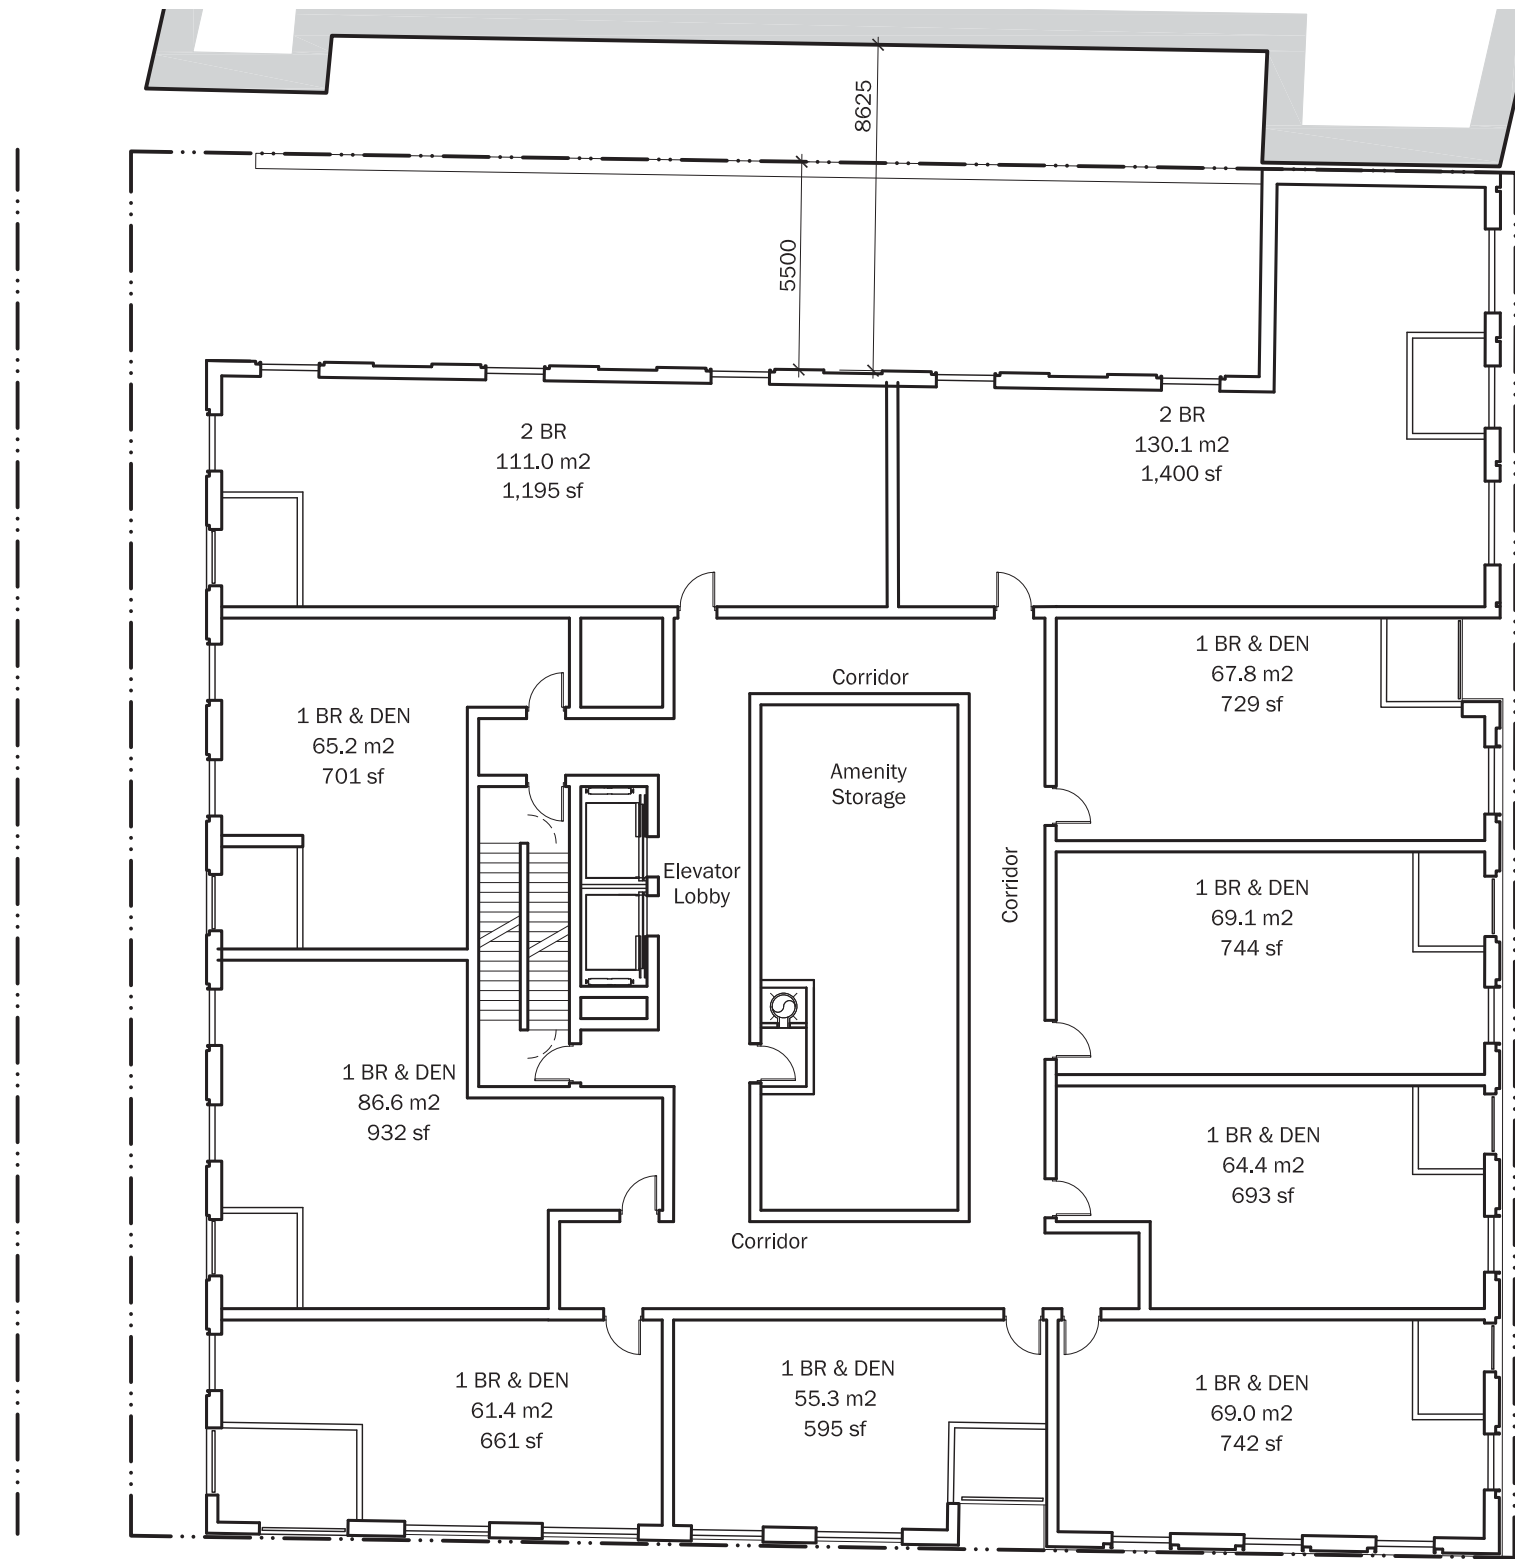 8625
5500
2 BR
111.0 m2
1,195 sf
2 BR
130.1 m2
1,400 sf
1 BR & DEN
67.8 m2
729 sf
Corridor
1 BR & DEN
65.2 m2
701 sf
Amenity
Storage
Elevator
Lobby
Corridor
1 BR & DEN
69.1 m2
744 sf
1 BR & DEN
86.6 m2
932 sf
1 BR & DEN
64.4 m2
693 sf
Corridor
1 BR & DEN
61.4 m2
661 sf
1 BR & DEN
55.3 m2
595 sf
1 BR & DEN
69.0 m2
742 sf